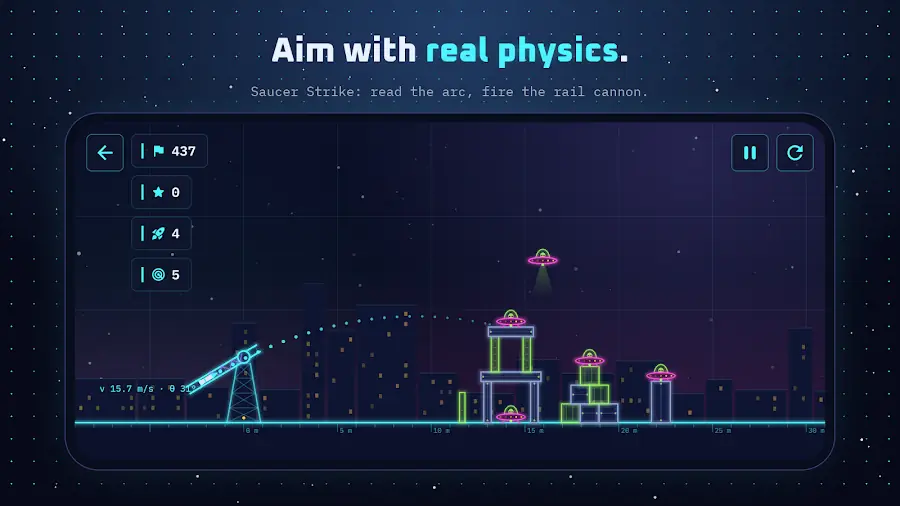 Aim with real physics.
Saucer Strike: read the arc, fire the rail cannon.
437
0
4
5
v 15.7 m/s · θ 31°
0 m
5 m
10 m
15 m
20 m
25 m
30 m